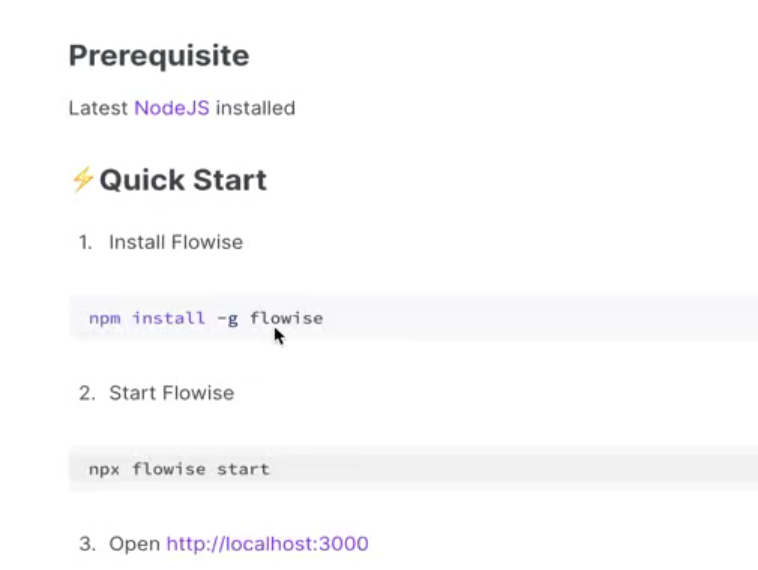 Prerequisite
Latest NodeJS installed
⚡Quick Start
1. Install Flowise
npm install -g flowise
2. Start Flowise
npx flowise start
3. Open http://localhost:3000